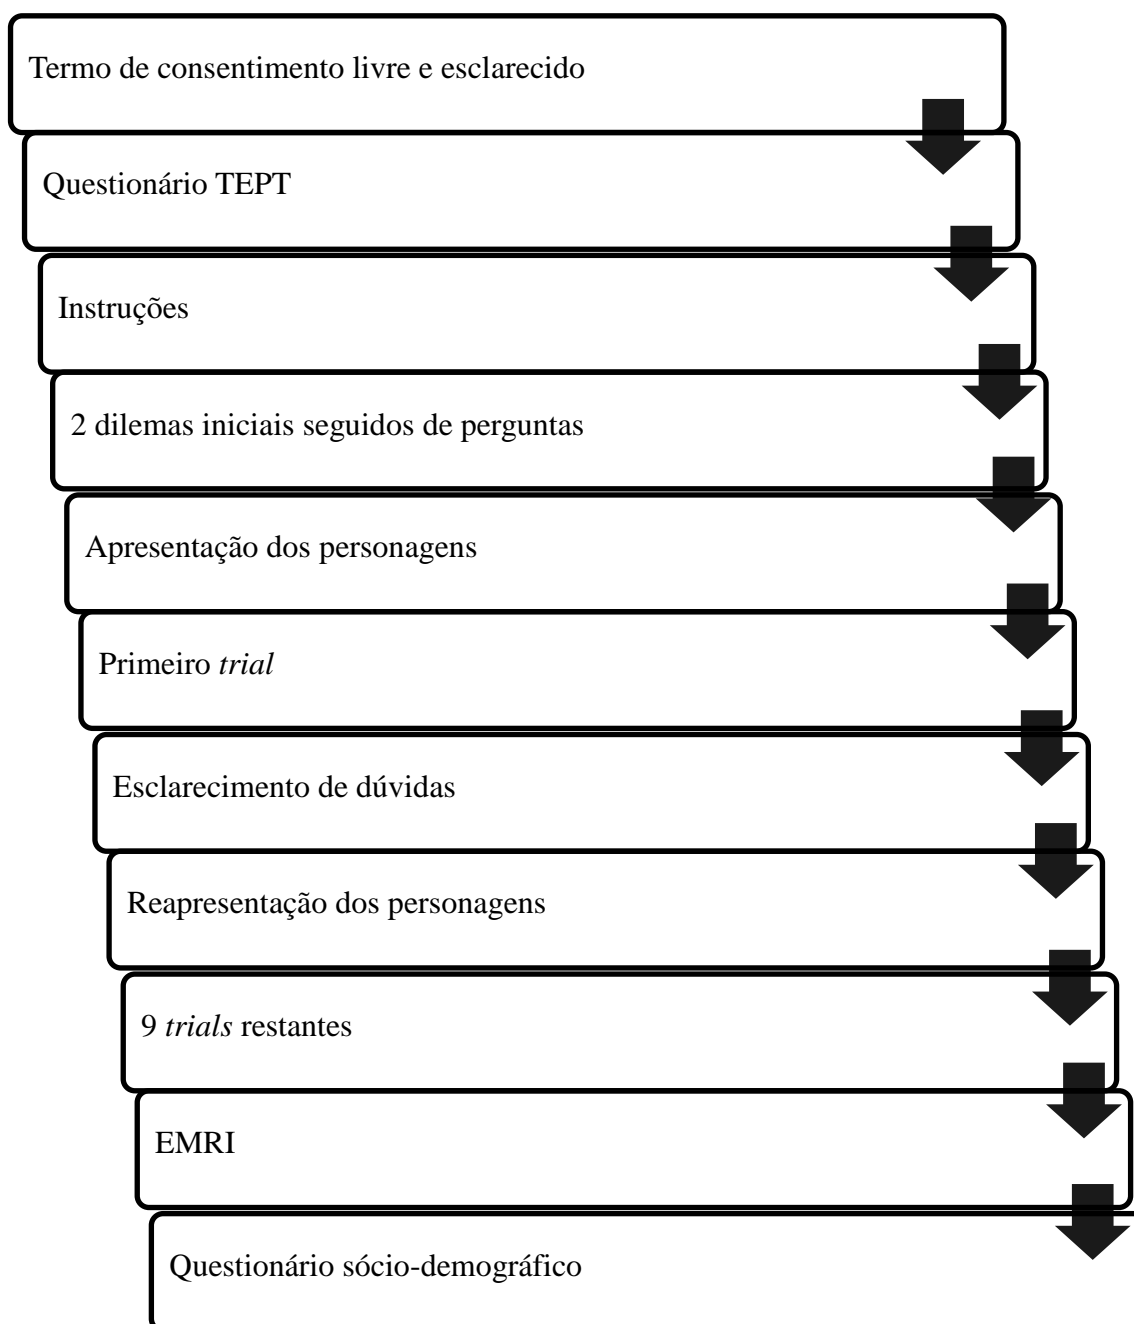 Termo de consentimento livre e esclarecido
Questionário TEPT
Instruções
2 dilemas iniciais seguidos de perguntas
Apresentação dos personagens
Primeiro trial
Esclarecimento de dúvidas
Reapresentação dos personagens
9 trials restantes
EMRI
Questionário sócio-demográfico